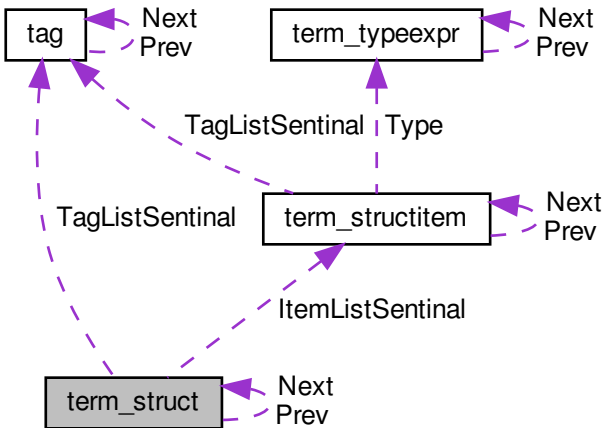 tag
Next
Prev
term_typeexpr
Next
Prev
TagListSentinal
Type
TagListSentinal
term_structitem
Next
Prev
ItemListSentinal
term_struct
Next
Prev